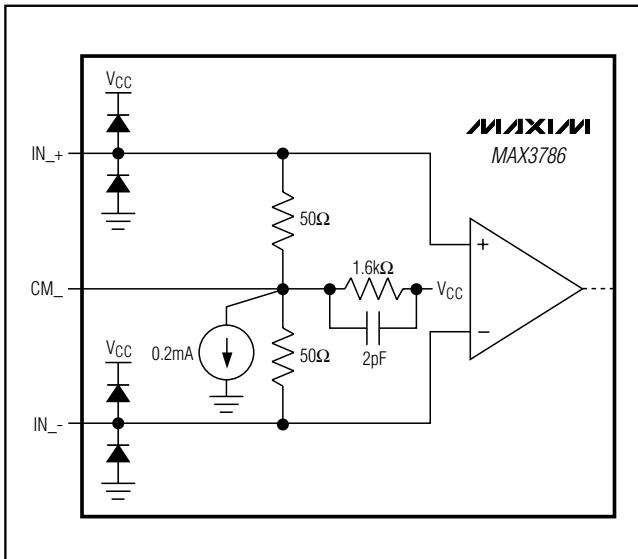 VCC
MAXIM
MAX3786
IN_+
50Ω
1.6kΩ
CM_
VCC
VCC
0.2mA
50Ω
2pF
IN_-
+
−